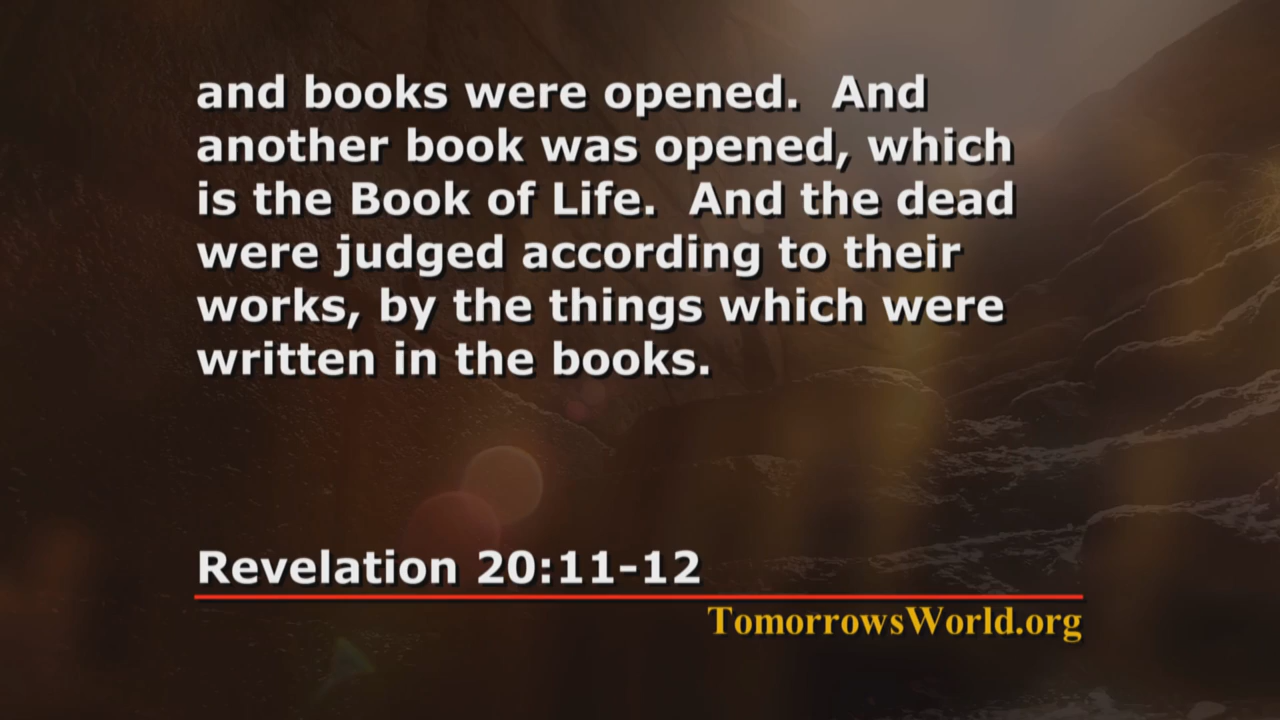 and books were opened.  And
another book was opened, which
is the Book of Life.  And the dead
were judged according to their
works, by the things which were
written in the books.
Revelation 20:11-12
TomorrowsWorld.org